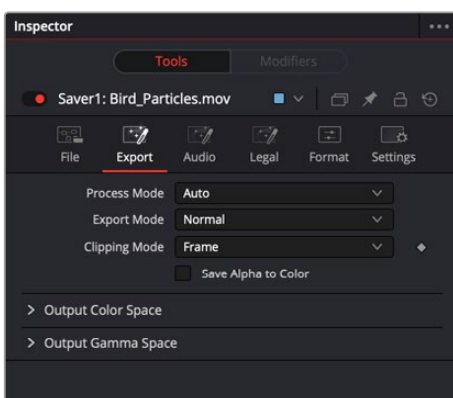 Inspector
Tools Modifiers
Saver1: Bird_Particles.mov
File Export Audio Legal Format Settings
Process Mode Auto
Export Mode Normal
Clipping Mode Frame
Save Alpha to Color
Output Color Space
Output Gamma Space